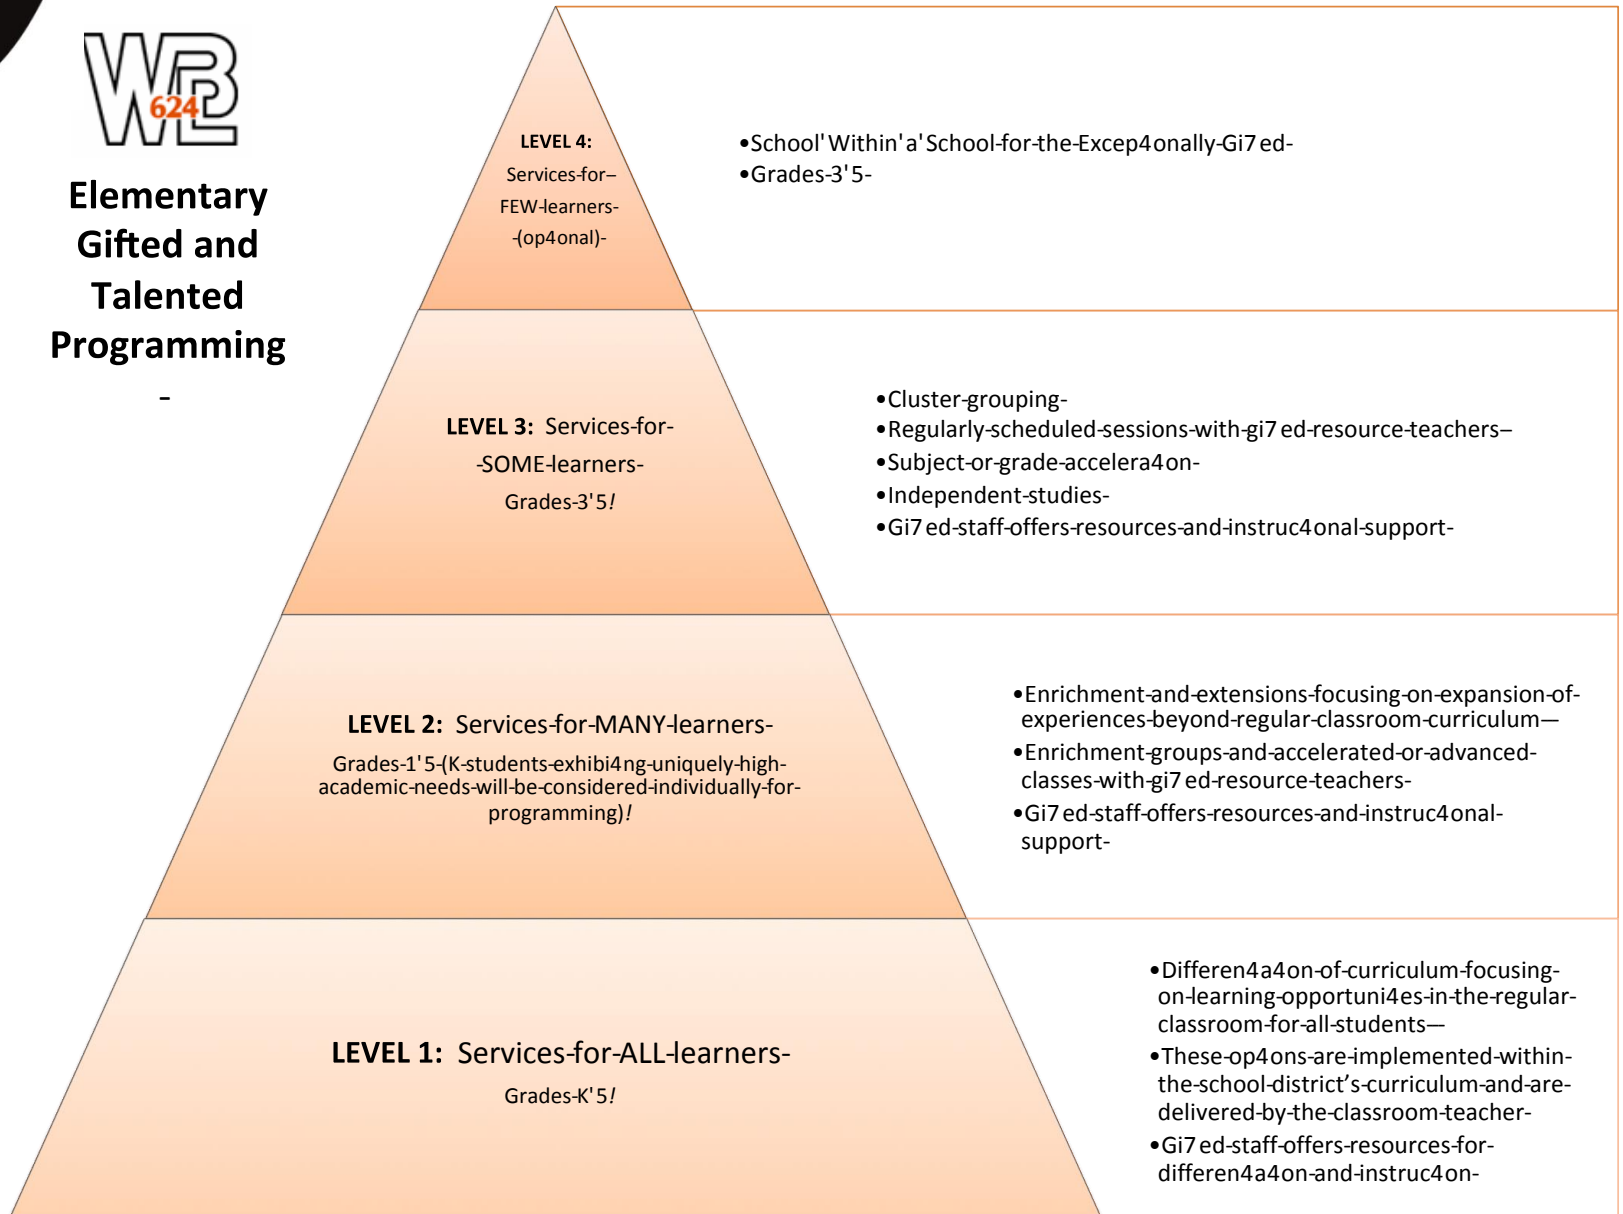 WBL
624
Elementary
Gifted and
Talented
Programming
-
LEVEL 4:
Services-for–
FEW-learners-
-(op4onal)-
•School'Within'a'School-for-the-Excep4onally-Gi7ed-
•Grades-3'5-
LEVEL 3: Services-for-
-SOME-learners-
Grades-3'5!
•Cluster-grouping-
•Regularly-scheduled-sessions-with-gi7ed-resource-teachers–
•Subject-or-grade-accelera4on-
•Independent-studies-
•Gi7ed-staff-offers-resources-and-instruc4onal-support-
LEVEL 2: Services-for-MANY-learners-
Grades-1'5-(K-students-exhibi4ng-uniquely-high-
academic-needs-will-be-considered-individually-for-
programming)!
•Enrichment-and-extensions-focusing-on-expansion-of-
experiences-beyond-regular-classroom-curriculum—
•Enrichment-groups-and-accelerated-or-advanced-
classes-with-gi7ed-resource-teachers-
•Gi7ed-staff-offers-resources-and-instruc4onal-
support-
LEVEL 1: Services-for-ALL-learners-
Grades-K'5!
•Differen4a4on-of-curriculum-focusing-
on-learning-opportuni4es-in-the-regular-
classroom-for-all-students-–
•These-op4ons-are-implemented-within-
the-school-district’s-curriculum-and-are-
delivered-by-the-classroom-teacher-
•Gi7ed-staff-offers-resources-for-
differen4a4on-and-instruc4on-